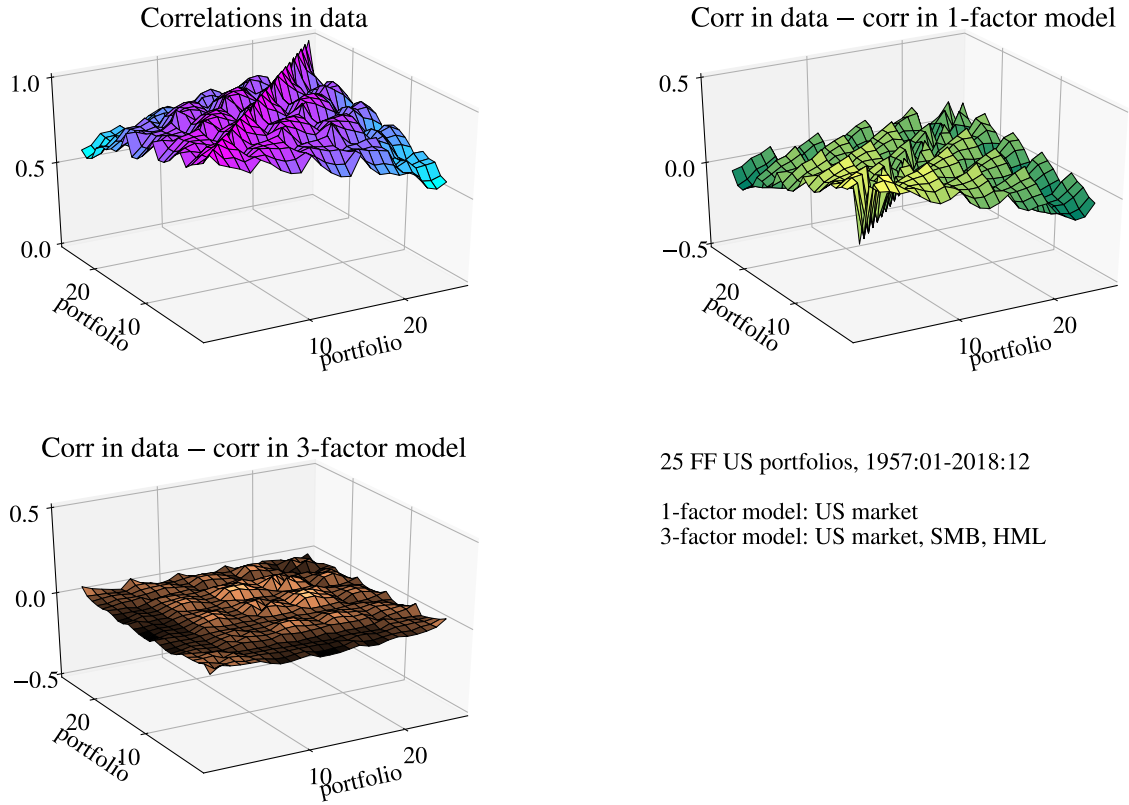 Correlations in data
1.0
0.5
0.0
20
10
portfolio
10
20
portfolio
Corr in data − corr in 1-factor model
0.5
0.0
−0.5
20
10
portfolio
10
20
portfolio
Corr in data − corr in 3-factor model
0.5
0.0
−0.5
20
10
portfolio
10
20
portfolio
25 FF US portfolios, 1957:01-2018:12
1-factor model: US market
3-factor model: US market, SMB, HML